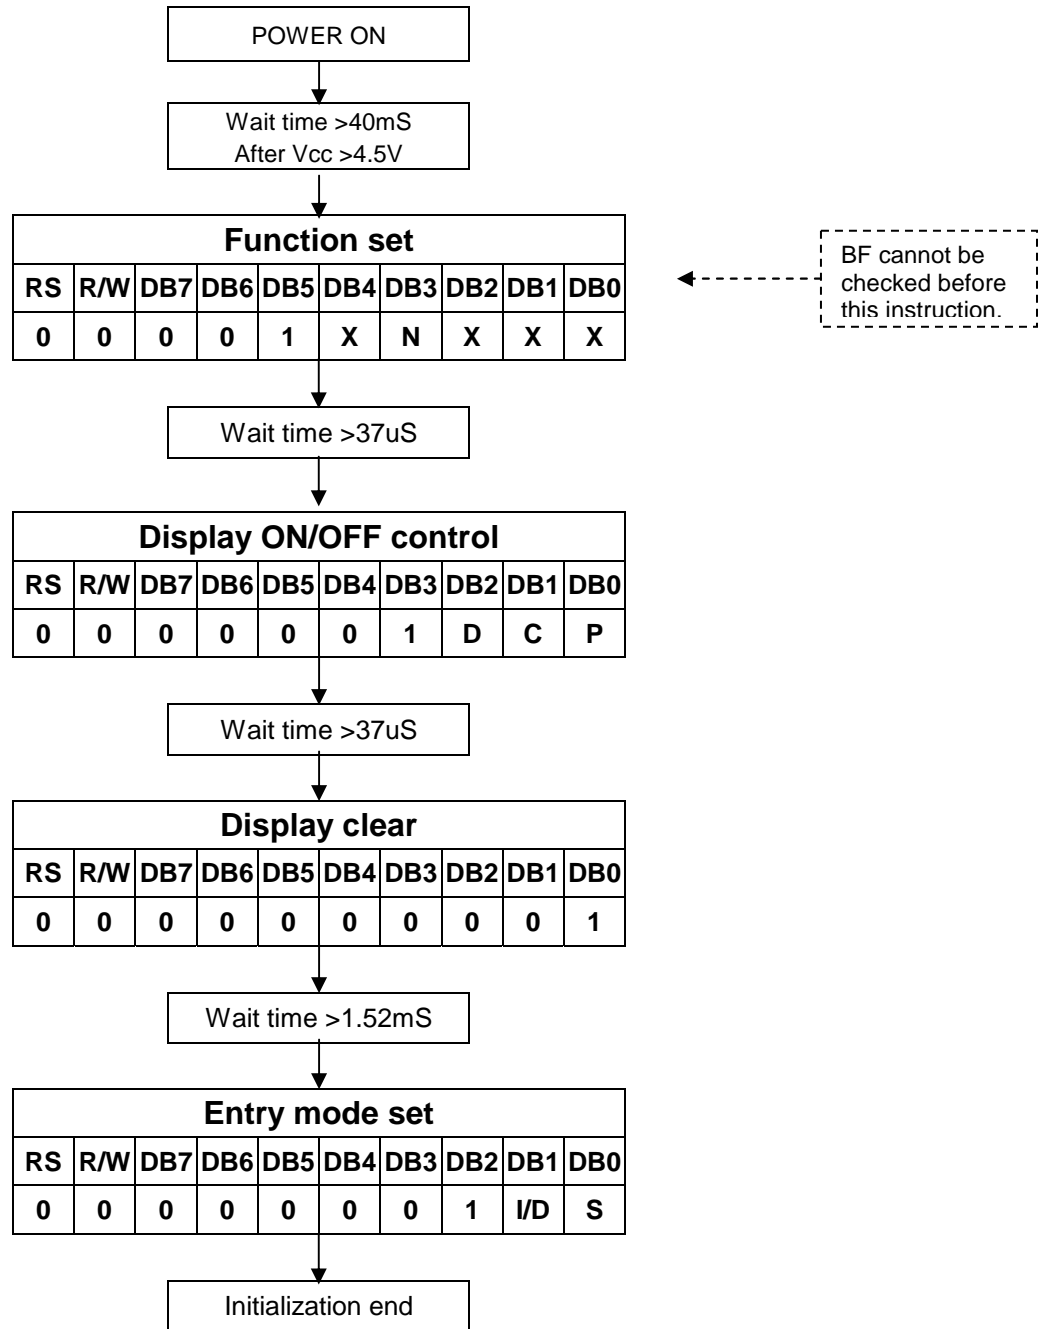 POWER ON
Wait time >40mS
After Vcc >4.5V
Function set
RS R/W DB7 DB6 DB5 DB4 DB3 DB2 DB1 DB0
0 0 0 0 1 X N X X X
BF cannot be
checked before
this instruction.
Wait time >37uS
Display ON/OFF control
RS R/W DB7 DB6 DB5 DB4 DB3 DB2 DB1 DB0
0 0 0 0 0 0 1 D C P
Wait time >37uS
Display clear
RS R/W DB7 DB6 DB5 DB4 DB3 DB2 DB1 DB0
0 0 0 0 0 0 0 0 0 1
Wait time >1.52mS
Entry mode set
RS R/W DB7 DB6 DB5 DB4 DB3 DB2 DB1 DB0
0 0 0 0 0 0 0 1 I/D S
Initialization end